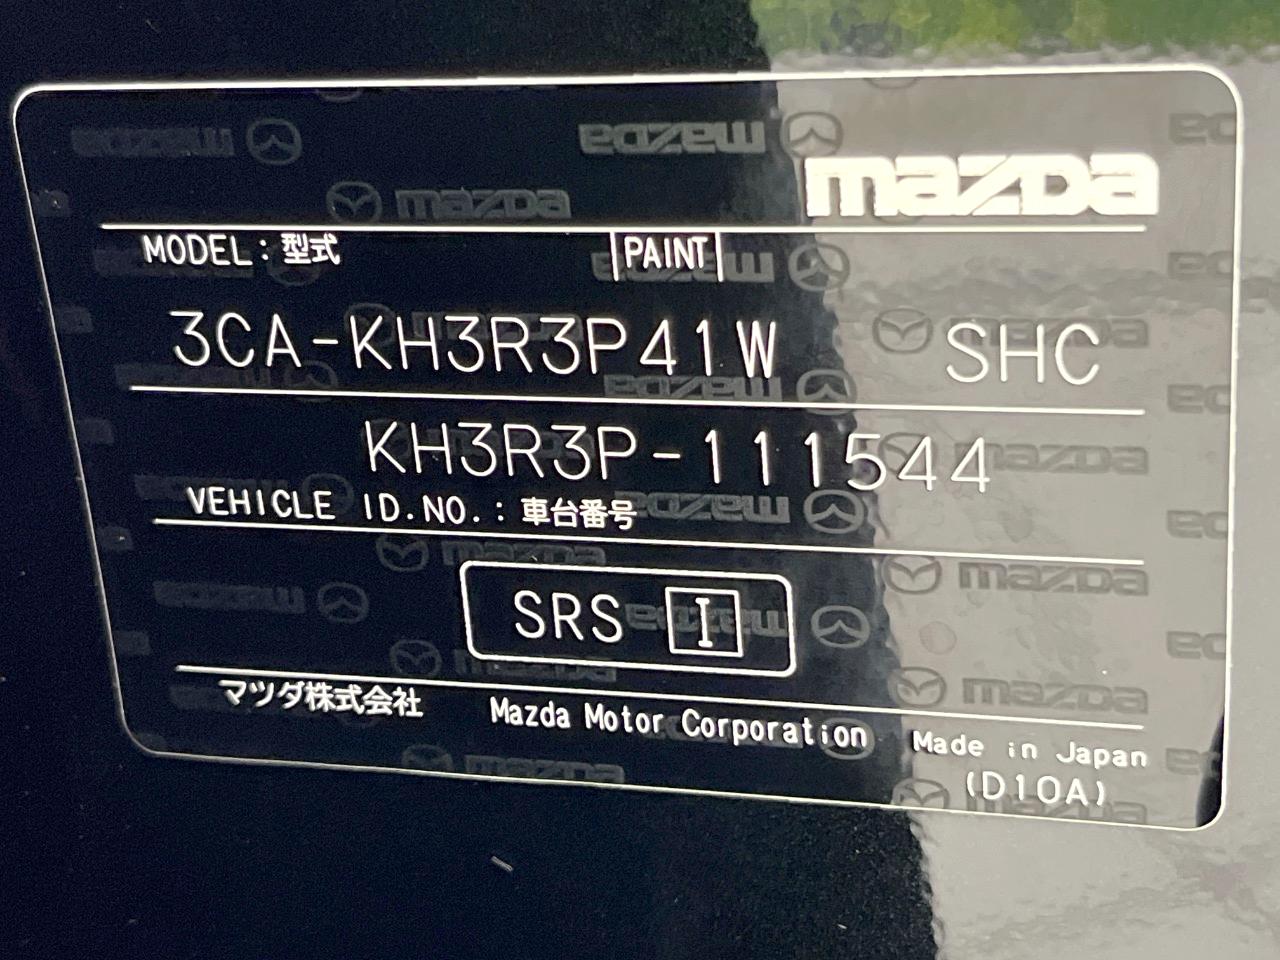 mazda
MODEL : 型式 PAINT
3CA-KH3R3P41W SHC
KH3R3P-111544
VEHICLE ID.NO. : 車台番号
SRS I
マツダ株式会社 Mazda Motor Corporation Made in Japan
(D10A)